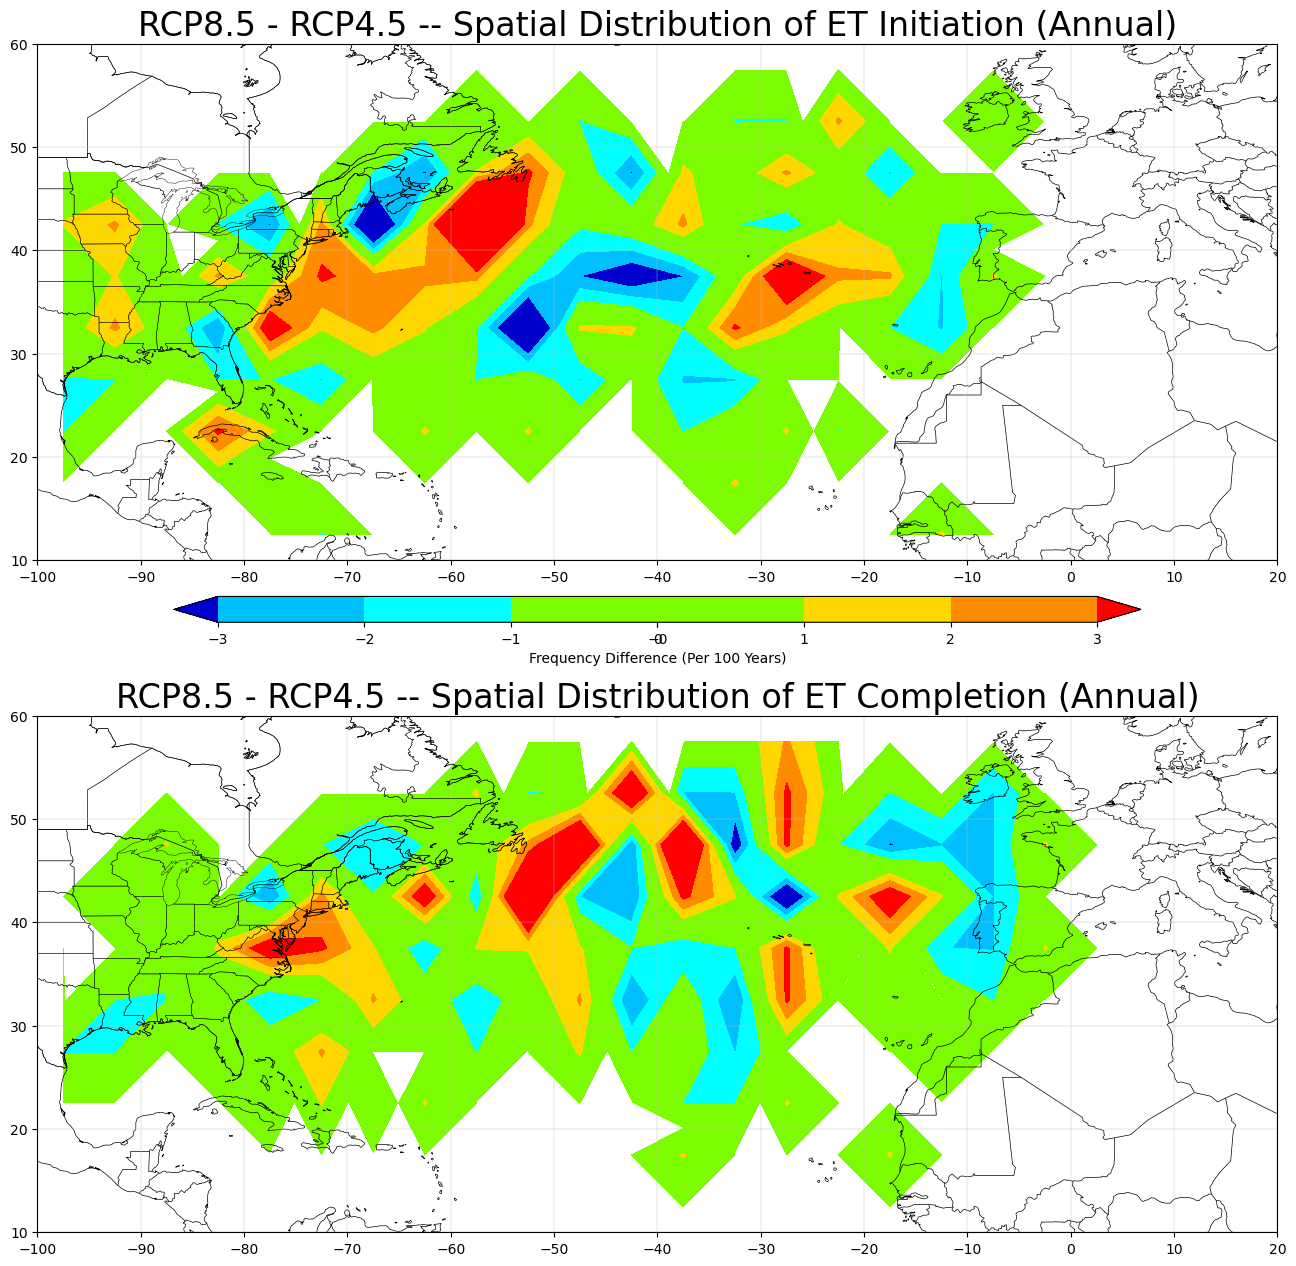 RCP8.5 - RCP4.5 -- Spatial Distribution of ET Initiation (Annual)
60
50
40
30
20
10
−100 −90 −80 −70 −60 −50 −40 −30 −20 −10 0 10 20
−3 −2 −1 −0 0 1 2 3
Frequency Difference (Per 100 Years)
RCP8.5 - RCP4.5 -- Spatial Distribution of ET Completion (Annual)
60
50
40
30
20
10
−100 −90 −80 −70 −60 −50 −40 −30 −20 −10 0 10 20